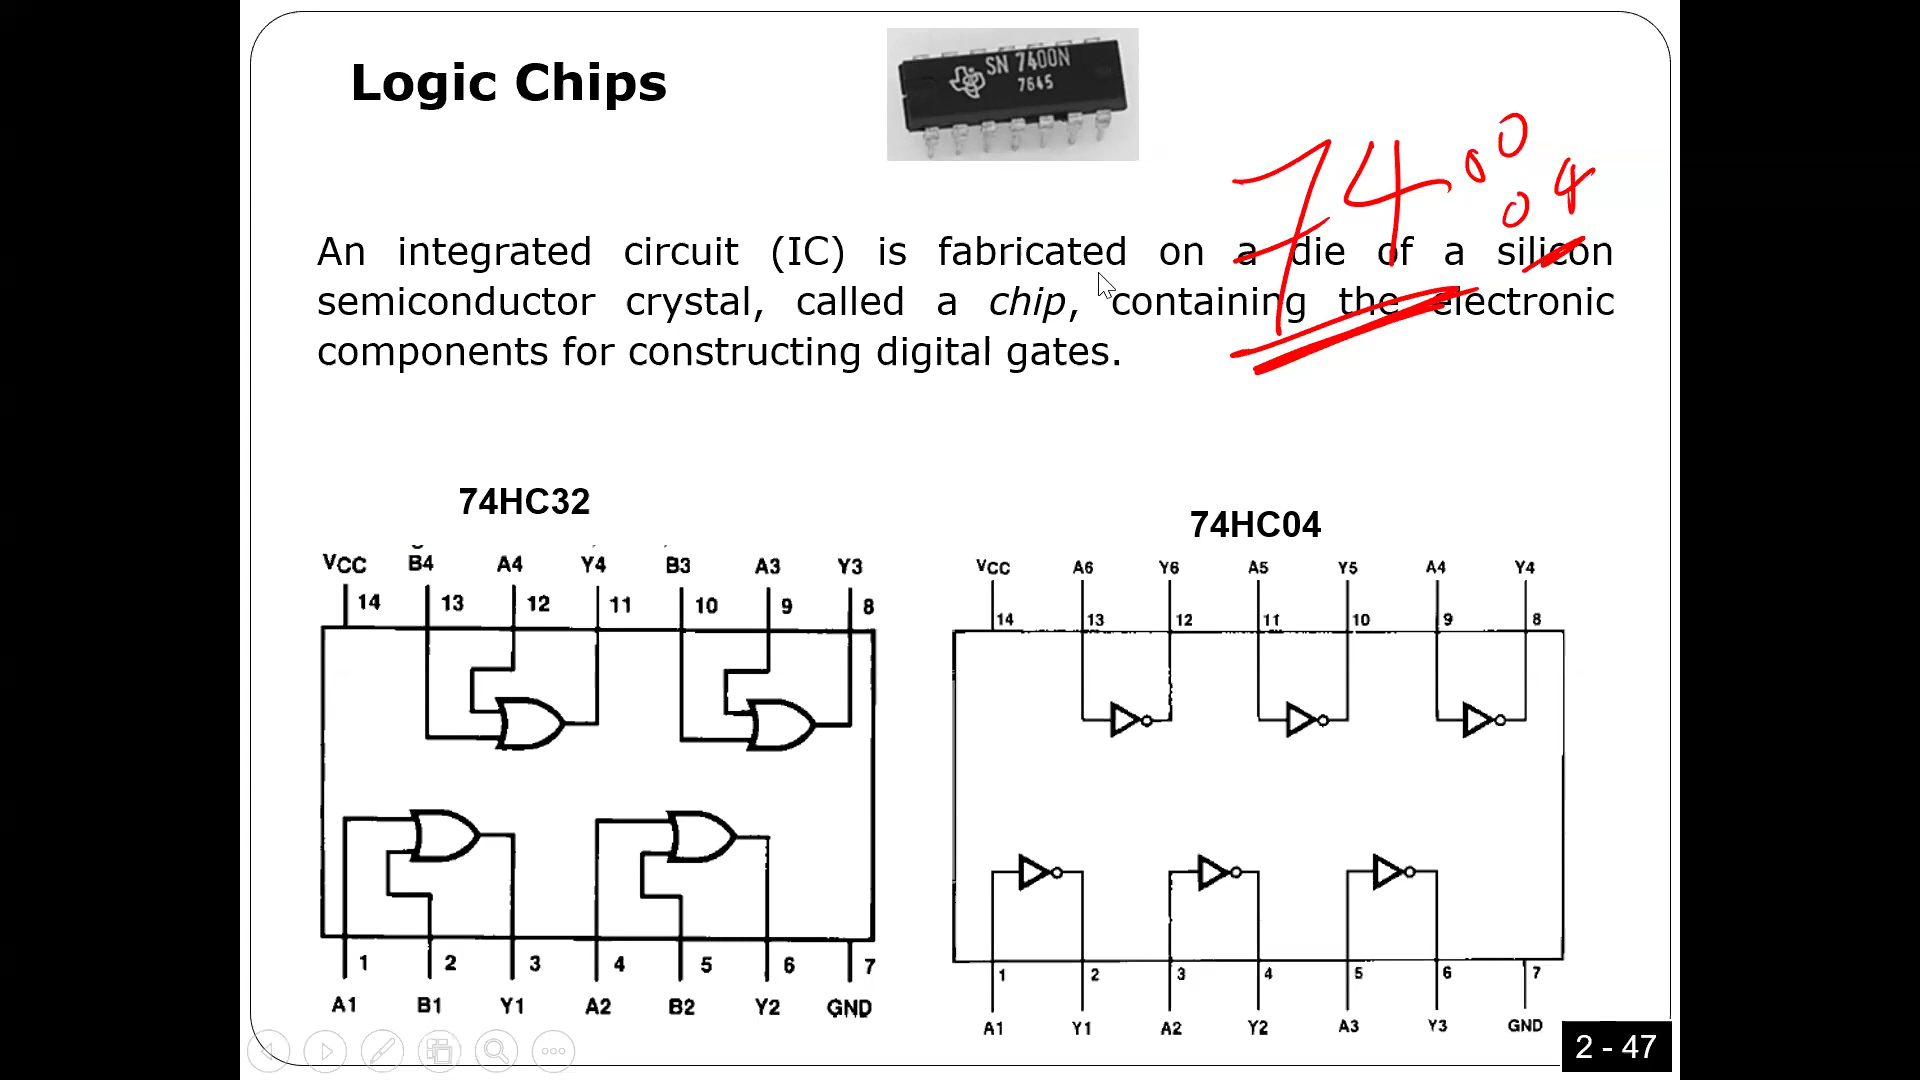 Logic Chips
SN 7400N
7645
7400
04
An integrated circuit (IC) is fabricated on a die of a silicon
semiconductor crystal, called a chip, containing the electronic
components for constructing digital gates.
74HC32
VCC B4 A4 Y4 B3 A3 Y3
14 13 12 11 10 9 8
1 2 3 4 5 6 7
A1 B1 Y1 A2 B2 Y2 GND
74HC04
VCC A6 Y6 A5 Y5 A4 Y4
14 13 12 11 10 9 8
1 2 3 4 5 6 7
A1 Y1 A2 Y2 A3 Y3 GND
2 - 47